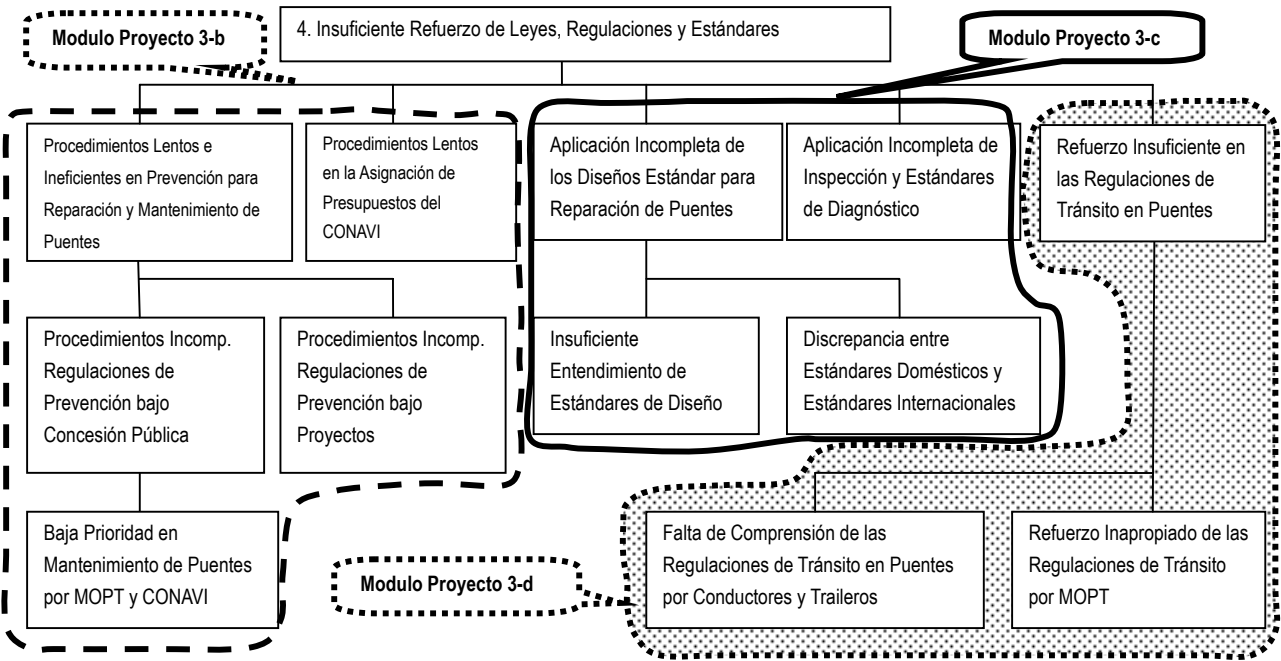 Modulo Proyecto 3-b
4. Insuficiente Refuerzo de Leyes, Regulaciones y Estándares
Modulo Proyecto 3-c
Procedimientos Lentos e
Ineficientes en Prevención para
Reparación y Mantenimiento de
Puentes
Procedimientos Lentos
en la Asignación de
Presupuestos del
CONAVI
Aplicación Incompleta de
los Diseños Estándar para
Reparación de Puentes
Aplicación Incompleta de
Inspección y Estándares
de Diagnóstico
Refuerzo Insuficiente en
las Regulaciones de
Tránsito en Puentes
Procedimientos Incomp.
Regulaciones de
Prevención bajo
Concesión Pública
Procedimientos Incomp.
Regulaciones de
Prevención bajo
Proyectos
Insuficiente
Entendimiento de
Estándares de Diseño
Discrepancia entre
Estándares Domésticos y
Estándares Internacionales
Baja Prioridad en
Mantenimiento de Puentes
por MOPT y CONAVI
Modulo Proyecto 3-d
Falta de Comprensión de las
Regulaciones de Tránsito en Puentes
por Conductores y Traileros
Refuerzo Inapropiado de las
Regulaciones de Tránsito
por MOPT